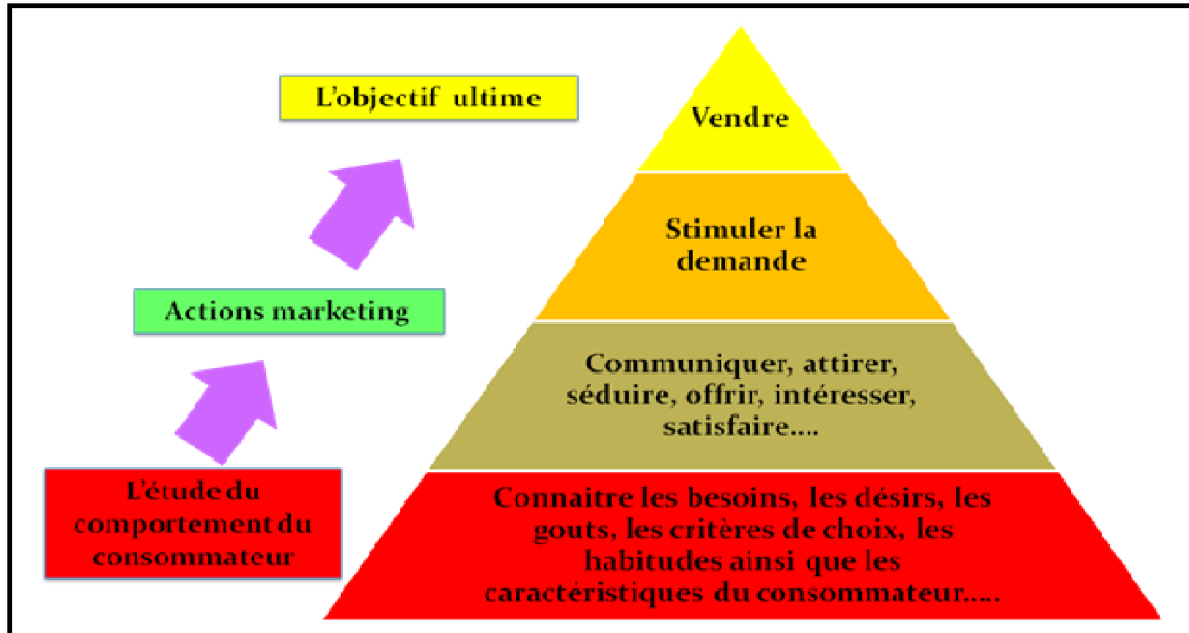 L'objectif ultime
Vendre
Stimuler la
demande
Actions marketing
Communiquer, attirer,
séduire, offrir, intéresser,
satisfaire....
L'étude du
comportement du
consommateur
Connaitre les besoins, les désirs, les
gouts, les critères de choix, les
habitudes ainsi que les
caractéristiques du consommateur.....